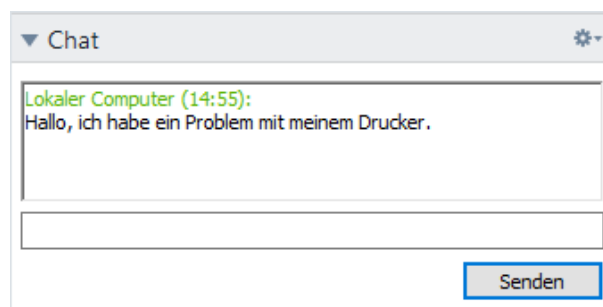 Chat
Lokaler Computer (14:55):
Hallo, ich habe ein Problem mit meinem Drucker.
Senden